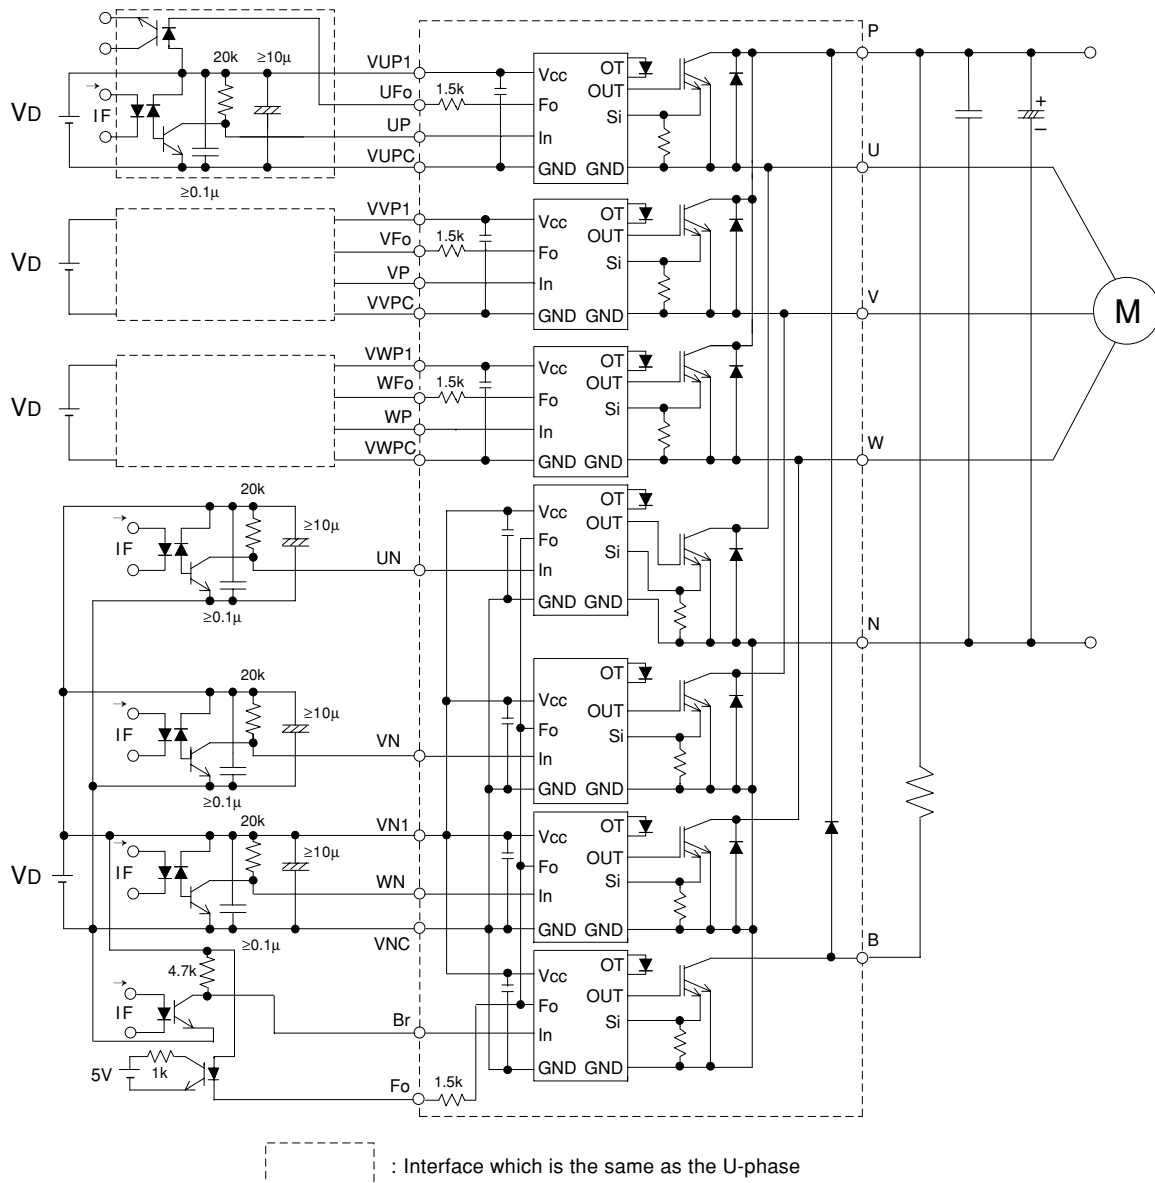 P
20k
≥10µ
VUP1
OT
Vcc
OUT
UFo
1.5k
Fo
VD
IF
Si
UP
In
+
–
VUPC
GND GND
U
≥0.1µ
VVP1
OT
Vcc
OUT
VFo
1.5k
Fo
VD
Si
VP
In
VVPC
GND GND
V
M
VWP1
OT
Vcc
OUT
WFo
1.5k
Fo
VD
Si
WP
In
VWPC
GND GND
W
20k
≥10µ
IF
OT
Vcc
OUT
Fo
Si
UN
In
GND GND
≥0.1µ
N
20k
≥10µ
IF
OT
Vcc
OUT
Fo
Si
VN
In
GND GND
≥0.1µ
20k
≥10µ
VN1
OT
Vcc
OUT
IF
Fo
VD
Si
WN
In
GND GND
≥0.1µ
VNC
B
4.7k
OT
Vcc
OUT
IF
Fo
Si
Br
In
GND GND
5V
1k
Fo
1.5k
: Interface which is the same as the U-phase